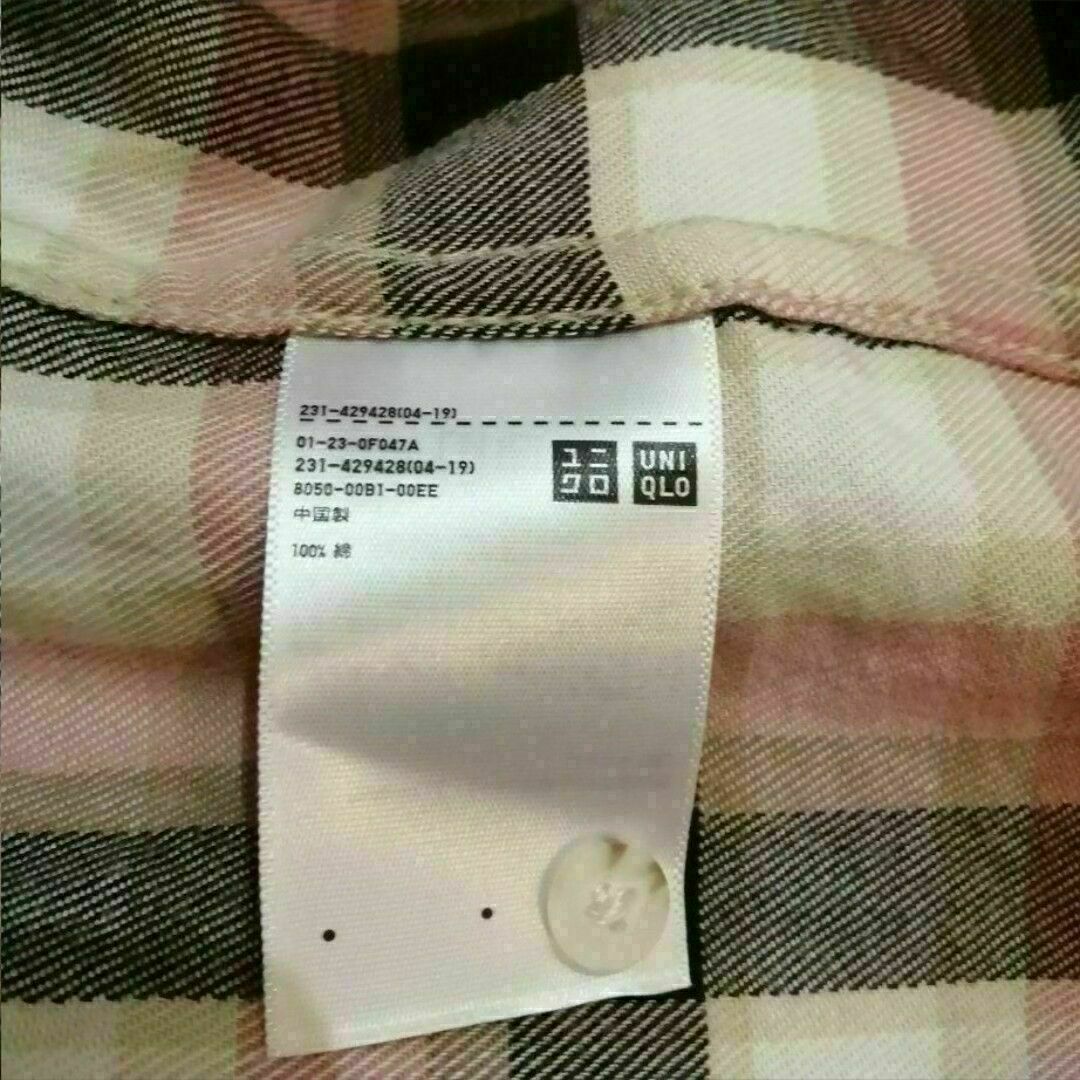 231-429428(04-19)
01-23-0F047A
231-429428(04-19)
8050-00B1-00EE
中国製
100% 綿
ユニ
クロ
UNI
QLO